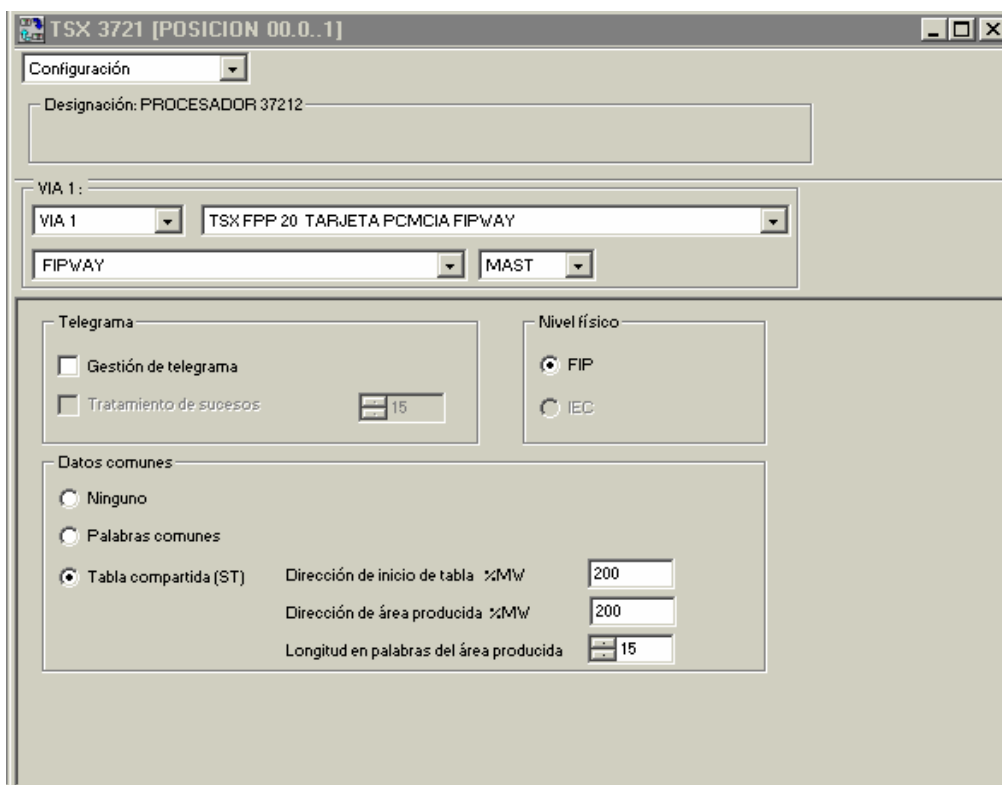 TSX 3721 [POSICION 00.0..1]
Configuración
Designación: PROCESADOR 37212
VIA 1 :
VIA 1 TSX FPP 20 TARJETA PCMCIA FIPWAY
FIPWAY MAST
Telegrama
Gestión de telegrama
Tratamiento de sucesos 15
Nivel físico
FIP
IEC
Datos comunes
Ninguno
Palabras comunes
Tabla compartida (ST) Dirección de inicio de tabla %MW 200
Dirección de área producida %MW 200
Longitud en palabras del área producida 15